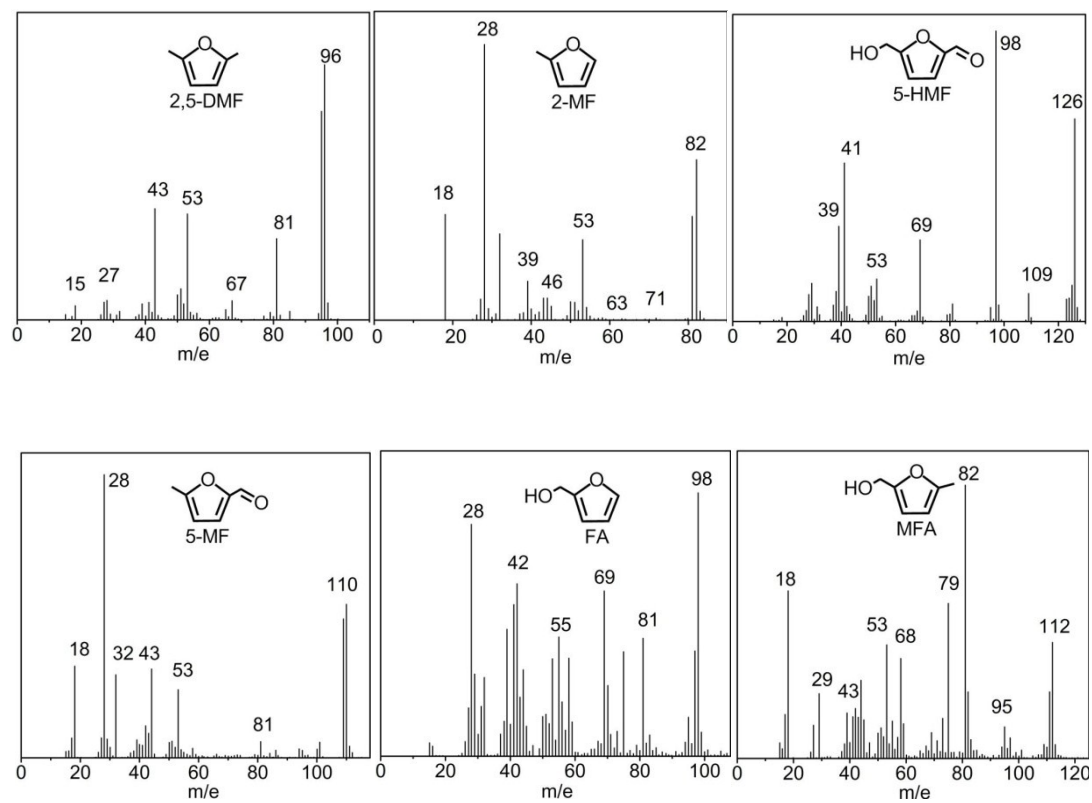 28
98
96
HO
O
O
O
O
2,5-DMF
2-MF
5-HMF
126
82
41
43
53
18
39
69
81
53
39
53
15
27
67
46
63
71
109
0 20 40 60 80 100
0 20 40 60 80
0 20 40 60 80 100 120
m/e
m/e
m/e
28
98
82
O
O
HO
O
HO
O
5-MF
FA
MFA
28
110
42
69
18
79
18
32
43
55
81
53
68
112
53
29
43
95
81
0 20 40 60 80 100
0 20 40 60 80 100
0 20 40 60 80 100 120
m/e
m/e
m/e